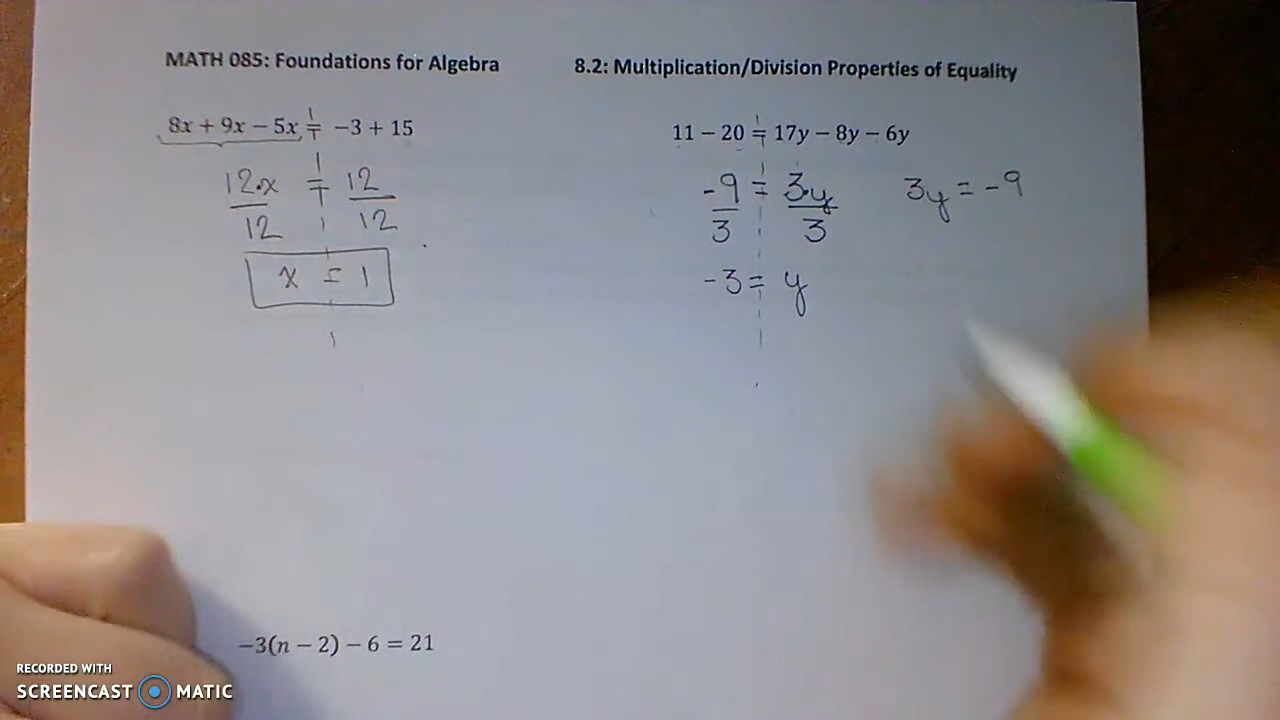 MATH 085: Foundations for Algebra
8.2: Multiplication/Division Properties of Equality
8x + 9x − 5x = −3 + 15
12·x = 12
12 12
x = 1
11 − 20 = 17y − 8y − 6y
-9 = 3·y
3 3
-3 = y
3y = -9
−3(n − 2) − 6 = 21
RECORDED WITH
SCREENCAST MATIC